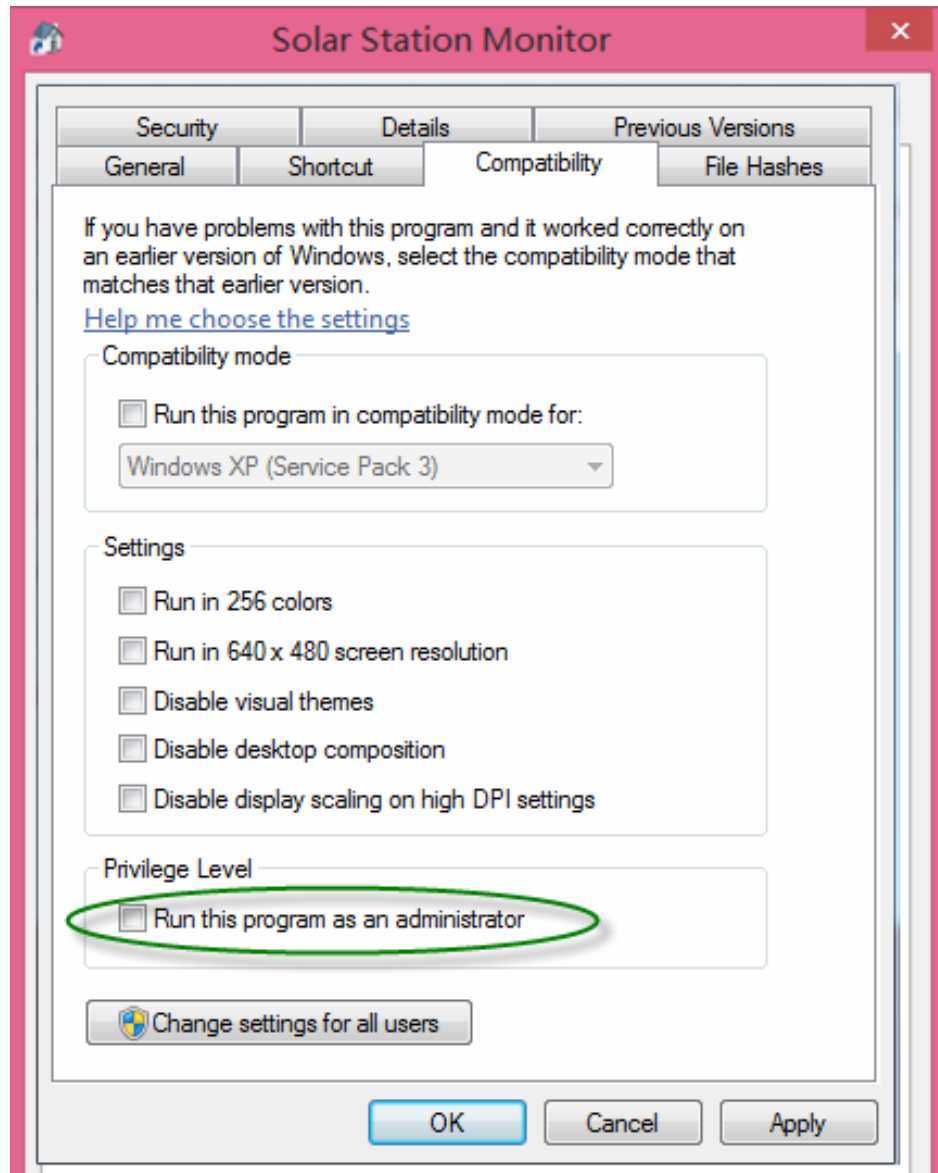 Solar Station Monitor
Security Details Previous Versions
General Shortcut Compatibility File Hashes
If you have problems with this program and it worked correctly on
an earlier version of Windows, select the compatibility mode that
matches that earlier version.
Help me choose the settings
Compatibility mode
Run this program in compatibility mode for:
Windows XP (Service Pack 3)
Settings
Run in 256 colors
Run in 640 x 480 screen resolution
Disable visual themes
Disable desktop composition
Disable display scaling on high DPI settings
Privilege Level
Run this program as an administrator
Change settings for all users
OK Cancel Apply